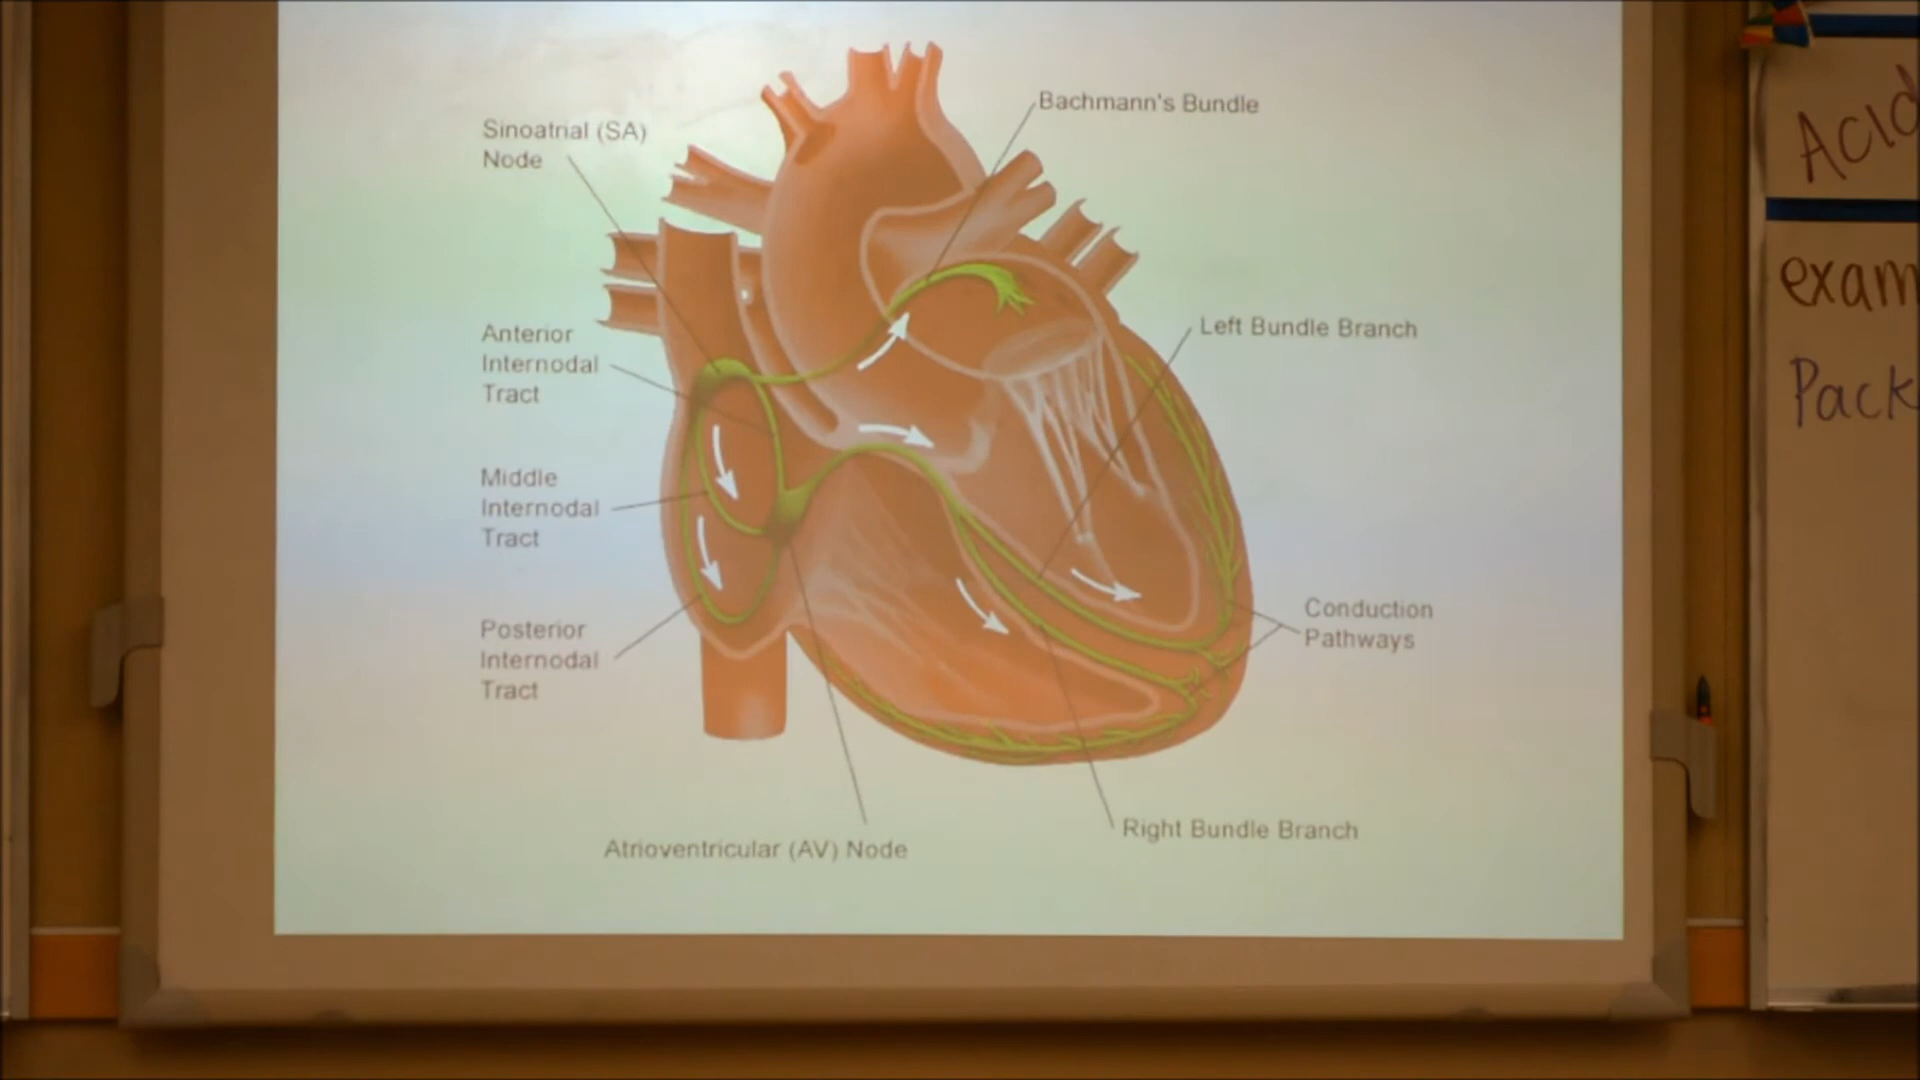 Bachmann's Bundle
Sinoatrial (SA)
Node
Anterior
Internodal
Tract
Left Bundle Branch
Middle
Internodal
Tract
Posterior
Internodal
Tract
Conduction
Pathways
Right Bundle Branch
Atrioventricular (AV) Node
Acid
exam
Pack